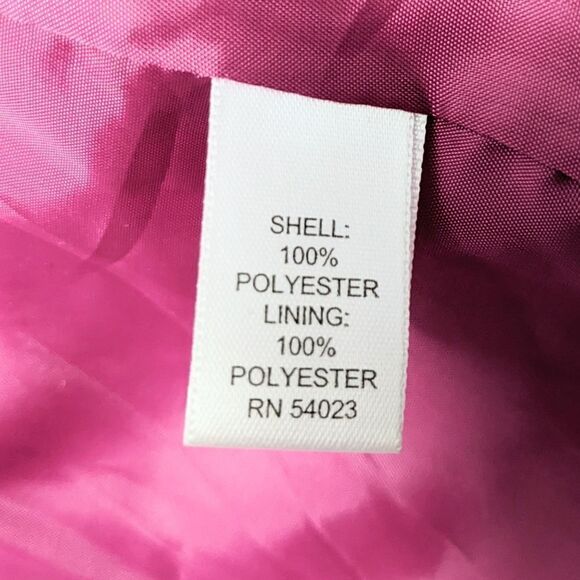 SHELL:
100%
POLYESTER
LINING:
100%
POLYESTER
RN 54023